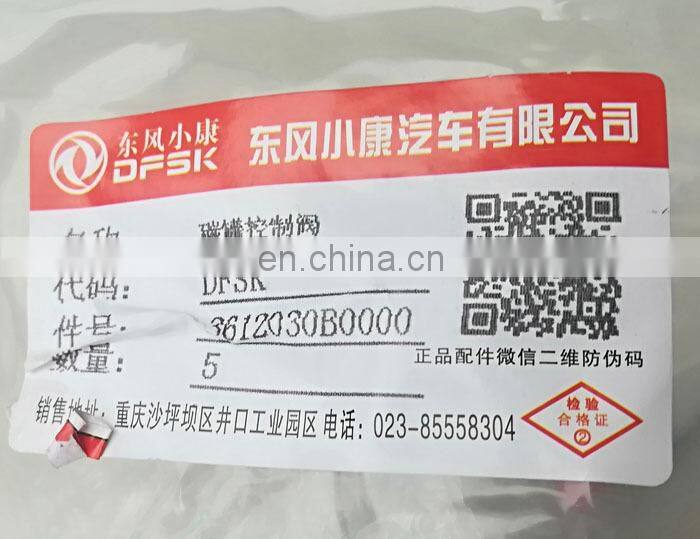 东风小康
DFSK
东风小康汽车有限公司
名称
碳罐控制阀
en.china.cn
代码: DFSK
件号: 3612030B0000
数量: 5
正品配件微信二维防伪码
销售地址: 重庆沙坪坝区井口工业园区 电话: 023-85558304
检验
合格证
②